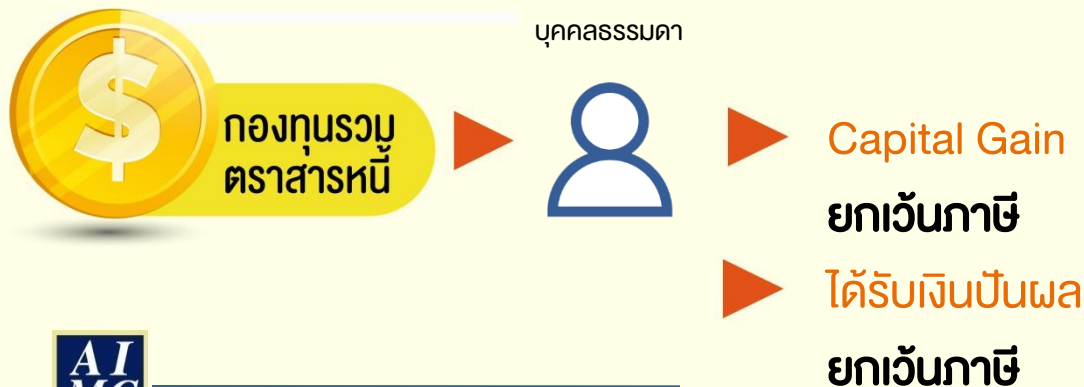 บุคคลธรรมดา
$
กองทุนรวม
ตราสารหนี้
Capital Gain
ยกเว้นภาษี
ได้รับเงินปันผล
ยกเว้นภาษี
AI
MC